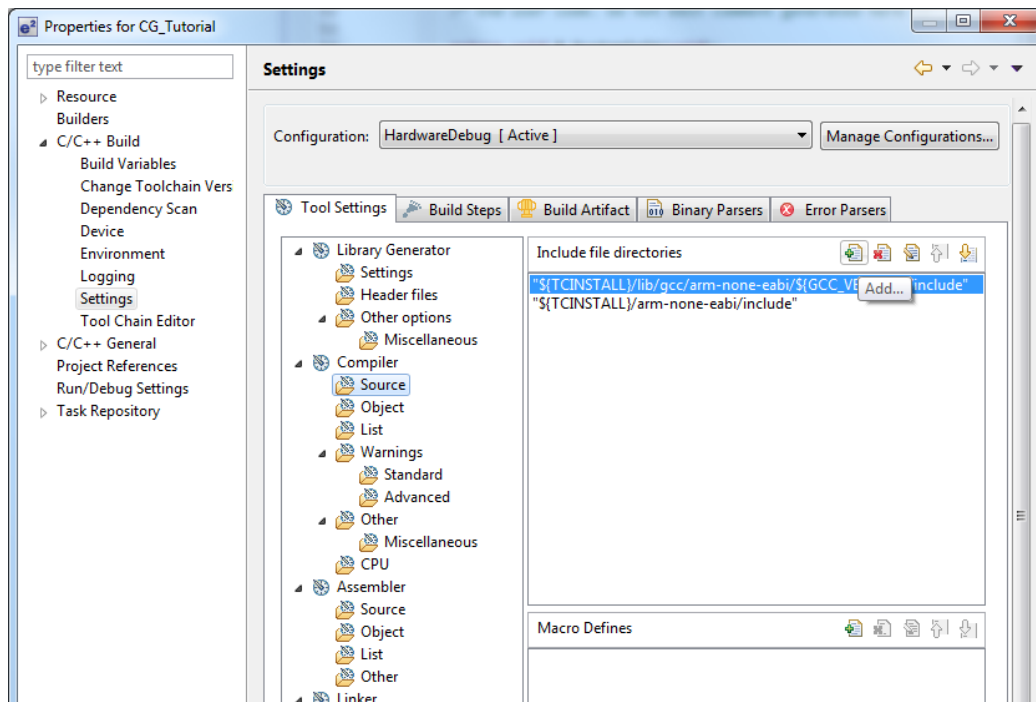 e² Properties for CG_Tutorial
type filter text
Resource
Builders
C/C++ Build
Build Variables
Change Toolchain Vers
Dependency Scan
Device
Environment
Logging
Settings
Tool Chain Editor
C/C++ General
Project References
Run/Debug Settings
Task Repository
Settings
Configuration: HardwareDebug [ Active ] Manage Configurations...
Tool Settings Build Steps Build Artifact 010 Binary Parsers Error Parsers
Library Generator
Settings
Header files
Other options
Miscellaneous
Compiler
Source
Object
List
Warnings
Standard
Advanced
Other
Miscellaneous
CPU
Assembler
Source
Object
List
Other
Linker
Include file directories
"${TCINSTALL}/lib/gcc/arm-none-eabi/${GCC_VE include"
Add...
"${TCINSTALL}/arm-none-eabi/include"
Macro Defines